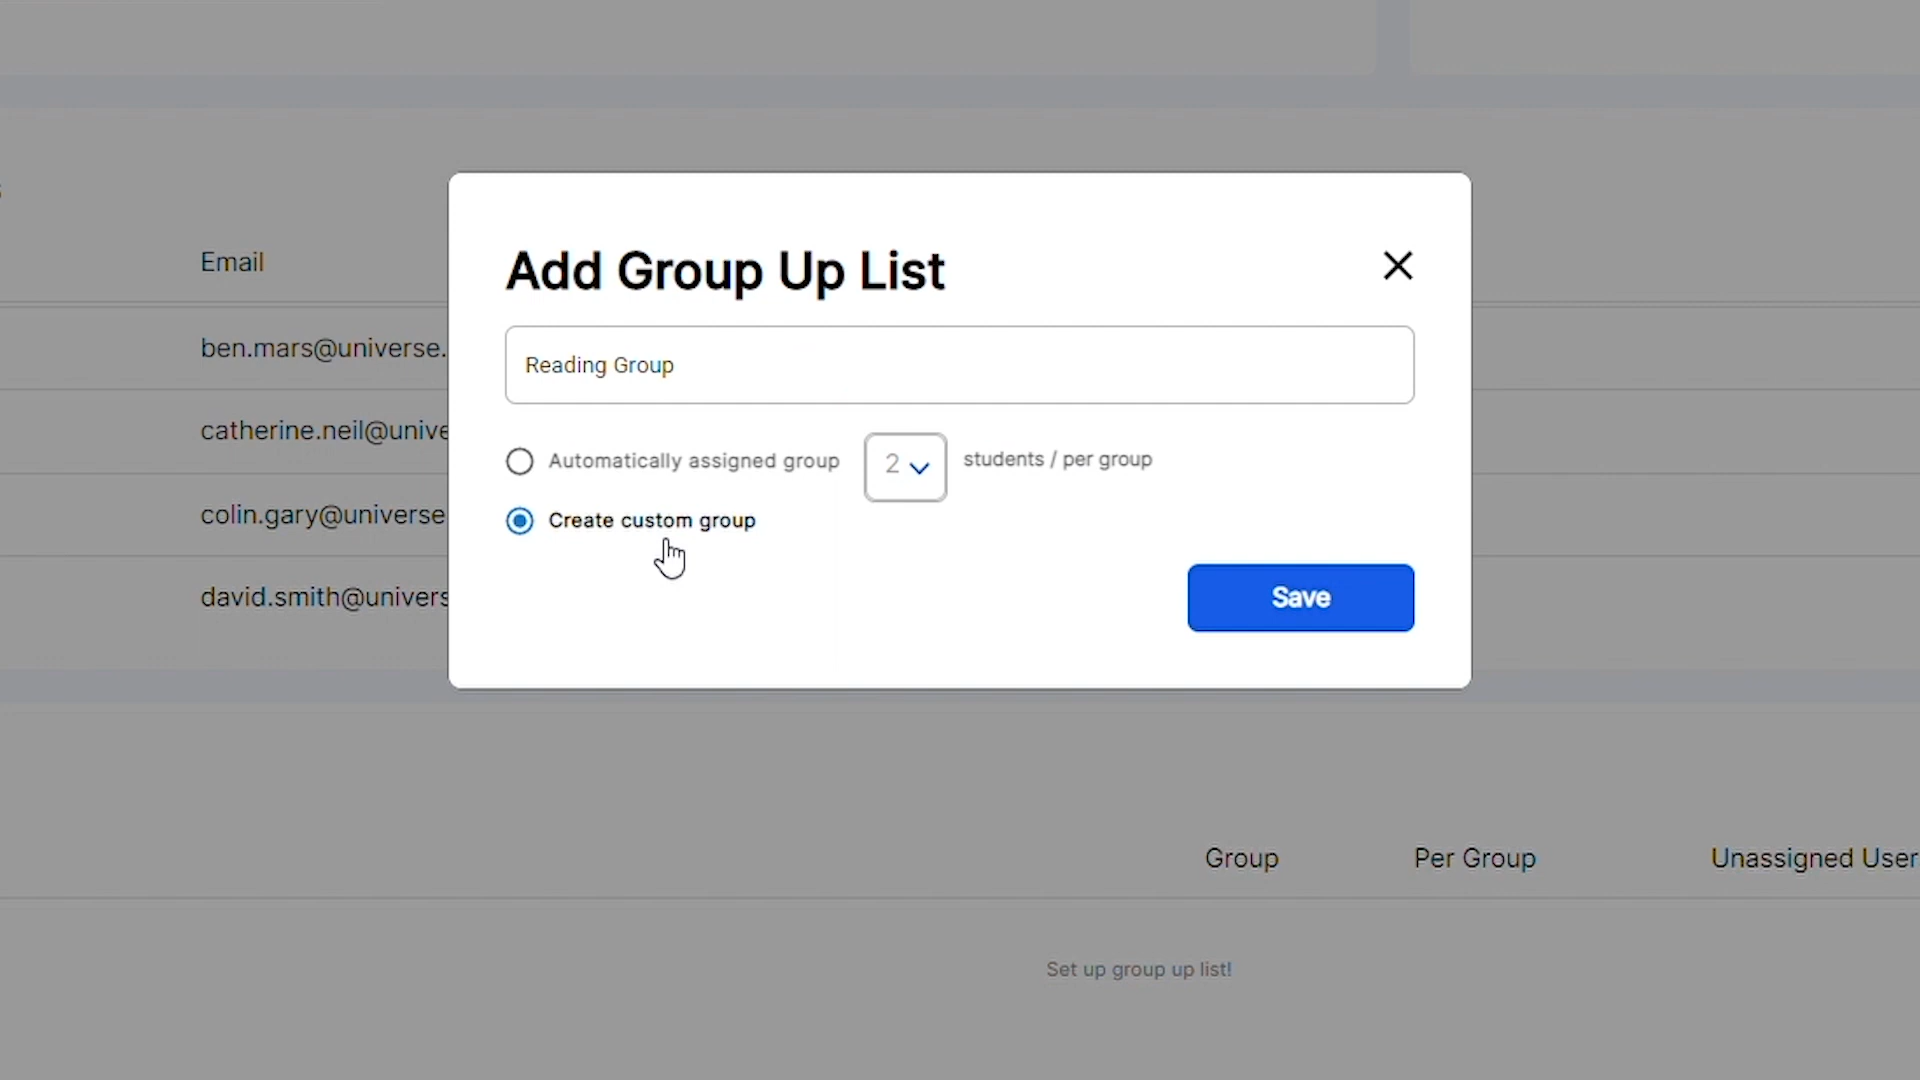 Add Group Up List
Email
Reading Group
ben.mars@universe.
catherine.neil@unive
Automatically assigned group 2 students / per group
colin.gary@universe
Create custom group
david.smith@univers
Save
Group Per Group Unassigned User
Set up group up list!